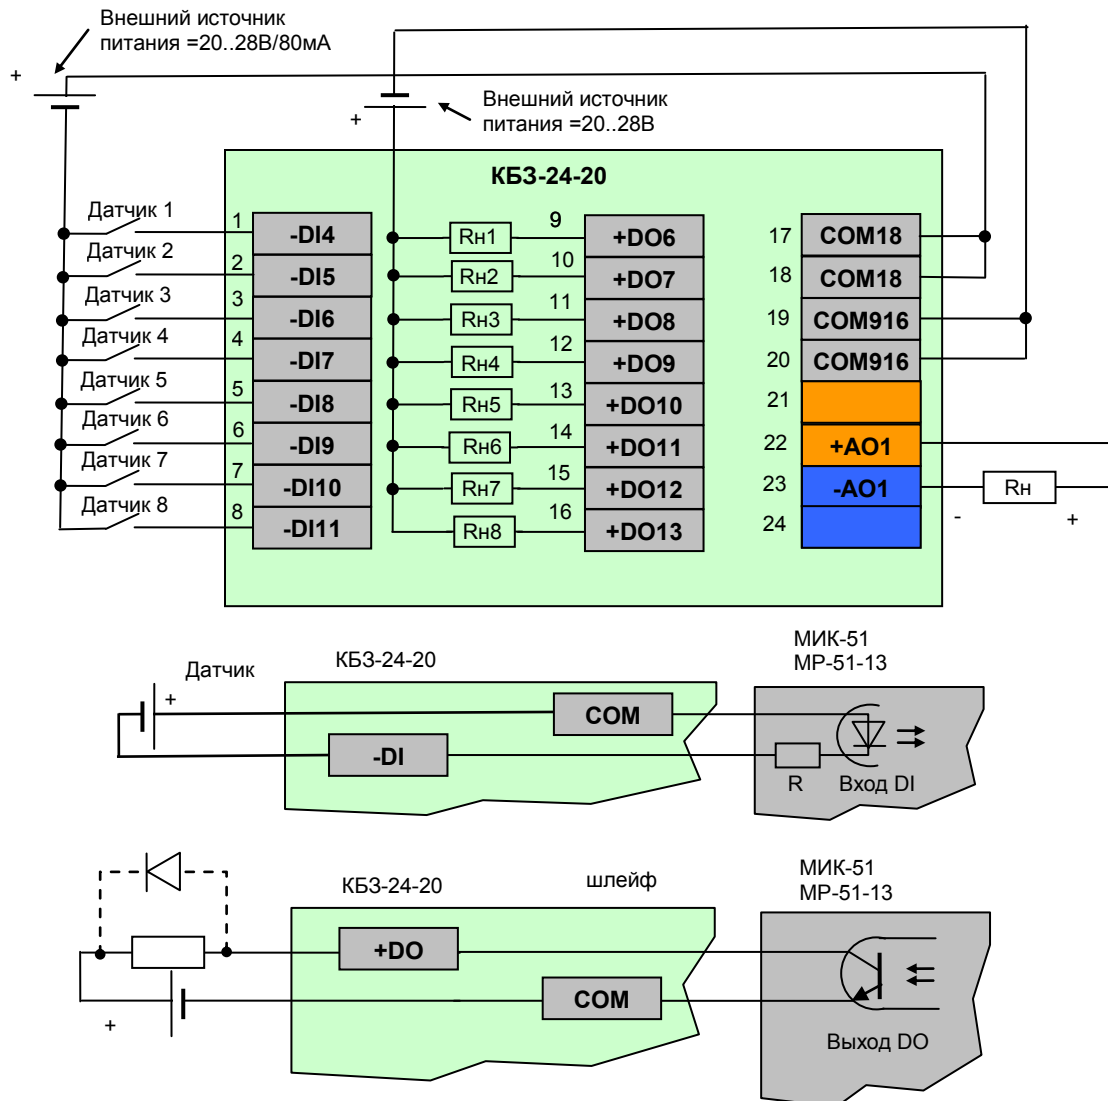 Внешний источник
питания =20..28В/80мА
+
Внешний источник
питания =20..28В
+
КБЗ-24-20
Датчик 1
1
-DI4
Датчик 2
2
-DI5
Датчик 3
3
-DI6
Датчик 4
4
-DI7
Датчик 5
5
-DI8
Датчик 6
6
-DI9
Датчик 7
7
-DI10
Датчик 8
8
-DI11
Rн1
9
+DO6
Rн2
10
+DO7
Rн3
11
+DO8
Rн4
12
+DO9
Rн5
13
+DO10
Rн6
14
+DO11
Rн7
15
+DO12
Rн8
16
+DO13
17
COM18
18
COM18
19
COM916
20
COM916
21
22
+AO1
23
-AO1
24
Rн
-
+
Датчик
+
КБЗ-24-20
COM
-DI
МИК-51
МР-51-13
R
Вход DI
КБЗ-24-20
шлейф
МИК-51
МР-51-13
+DO
COM
+
Выход DO